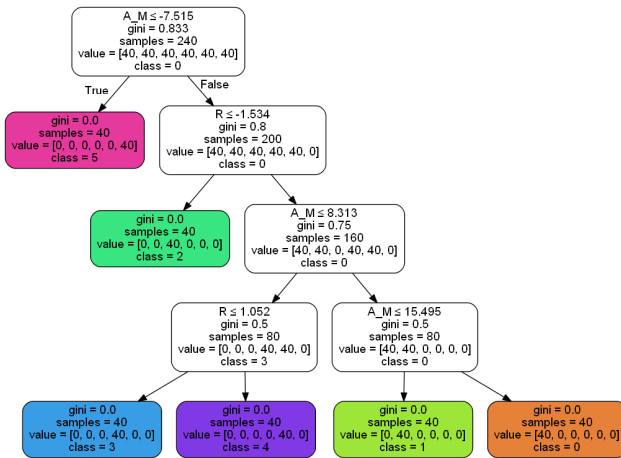 A_M ≤ -7.515
gini = 0.833
samples = 240
value = [40, 40, 40, 40, 40, 40]
class = 0
True
False
gini = 0.0
samples = 40
value = [0, 0, 0, 0, 0, 40]
class = 5
R ≤ -1.534
gini = 0.8
samples = 200
value = [40, 40, 40, 40, 40, 0]
class = 0
gini = 0.0
samples = 40
value = [0, 0, 40, 0, 0, 0]
class = 2
A_M ≤ 8.313
gini = 0.75
samples = 160
value = [40, 40, 0, 40, 40, 0]
class = 0
R ≤ 1.052
gini = 0.5
samples = 80
value = [0, 0, 0, 40, 40, 0]
class = 3
A_M ≤ 15.495
gini = 0.5
samples = 80
value = [40, 40, 0, 0, 0, 0]
class = 0
gini = 0.0
samples = 40
value = [0, 0, 0, 40, 0, 0]
class = 3
gini = 0.0
samples = 40
value = [0, 0, 0, 0, 40, 0]
class = 4
gini = 0.0
samples = 40
value = [0, 40, 0, 0, 0, 0]
class = 1
gini = 0.0
samples = 40
value = [40, 0, 0, 0, 0, 0]
class = 0